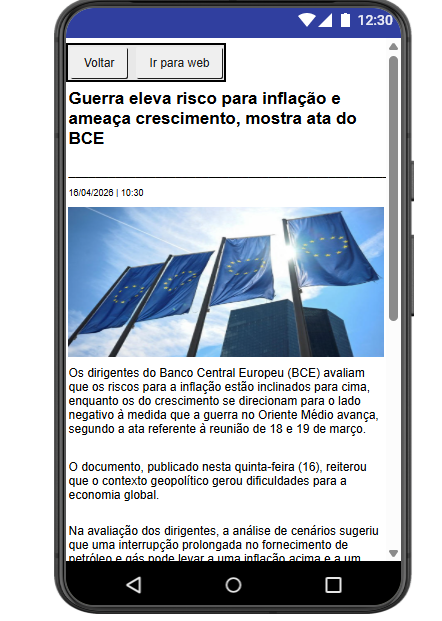 12:30
Voltar Ir para web
Guerra eleva risco para inflação e
ameaça crescimento, mostra ata do
BCE
16/04/2026 | 10:30
Os dirigentes do Banco Central Europeu (BCE) avaliam
que os riscos para a inflação estão inclinados para cima,
enquanto os do crescimento se direcionam para o lado
negativo à medida que a guerra no Oriente Médio avança,
segundo a ata referente à reunião de 18 e 19 de março.
O documento, publicado nesta quinta-feira (16), reiterou
que o contexto geopolítico gerou dificuldades para a
economia global.
Na avaliação dos dirigentes, a análise de cenários sugeriu
que uma interrupção prolongada no fornecimento de
petróleo e gás pode levar a uma inflação acima e a um